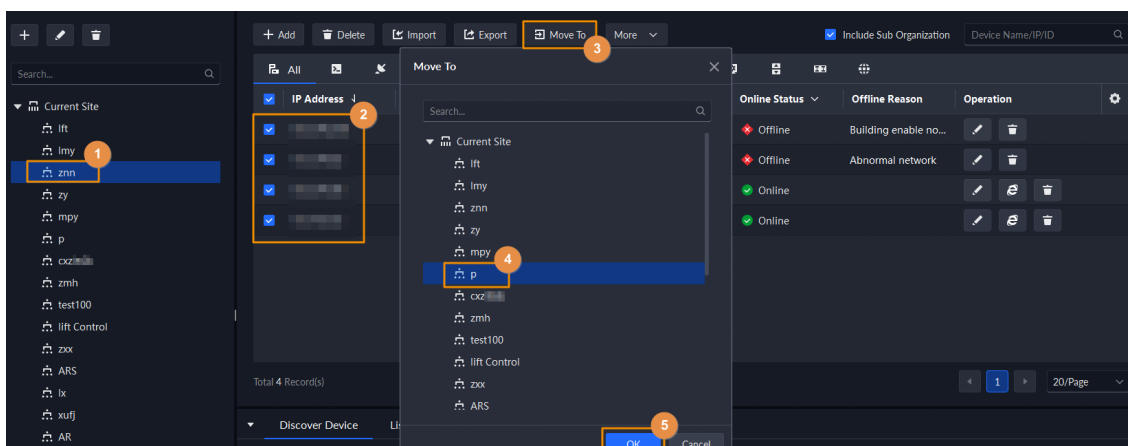 Add
Delete
Import
Export
Move To
More
Include Sub Organization
Device Name/IP/ID
3
Search...
All
Move To
IP Address
2
Online Status
Offline Reason
Operation
Current Site
lft
lmy
1
znn
zy
mpy
p
cxz
zmh
test100
lift Control
zxx
ARS
lx
xufj
AR
Search...
Current Site
lft
lmy
znn
zy
mpy
4
p
cxz
zmh
test100
lift Control
zxx
ARS
5
OK
Cancel
Offline
Building enable no...
Offline
Abnormal network
Online
Online
Total 4 Record(s)
1
20/Page
Discover Device
Li